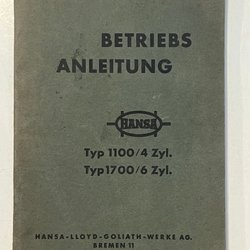 BETRIEBS
ANLEITUNG
HANSA
Typ 1100/4 Zyl.
Typ 1700/6 Zyl.
HANSA-LLOYD-GOLIATH-WERKE AG.
BREMEN 11